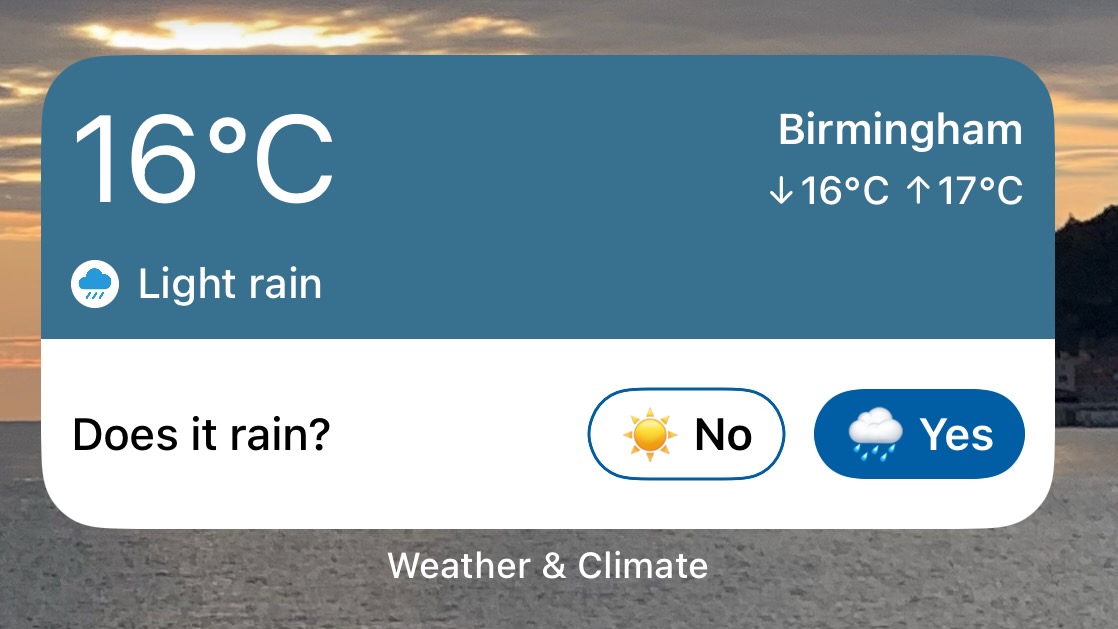 16°C
Birmingham
↓16°C ↑17°C
Light rain
Does it rain?
No
Yes
Weather & Climate